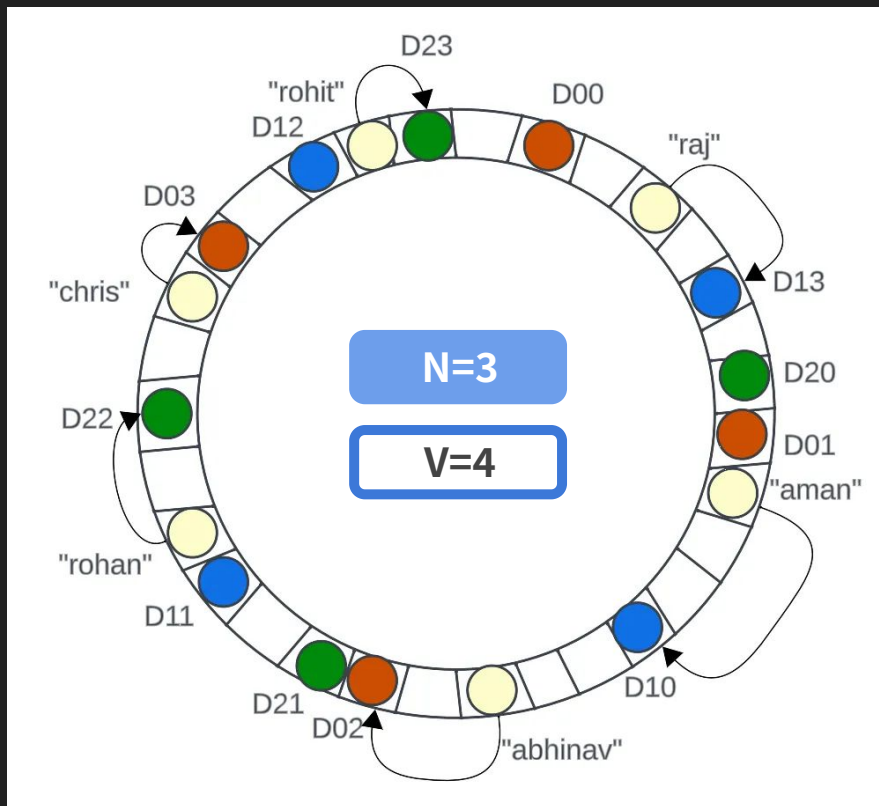 D23
"rohit"
D00
D12
"raj"
D03
"chris"
D13
N=3
D20
D22
V=4
D01
"aman"
"rohan"
D11
D10
D21
D02
"abhinav"